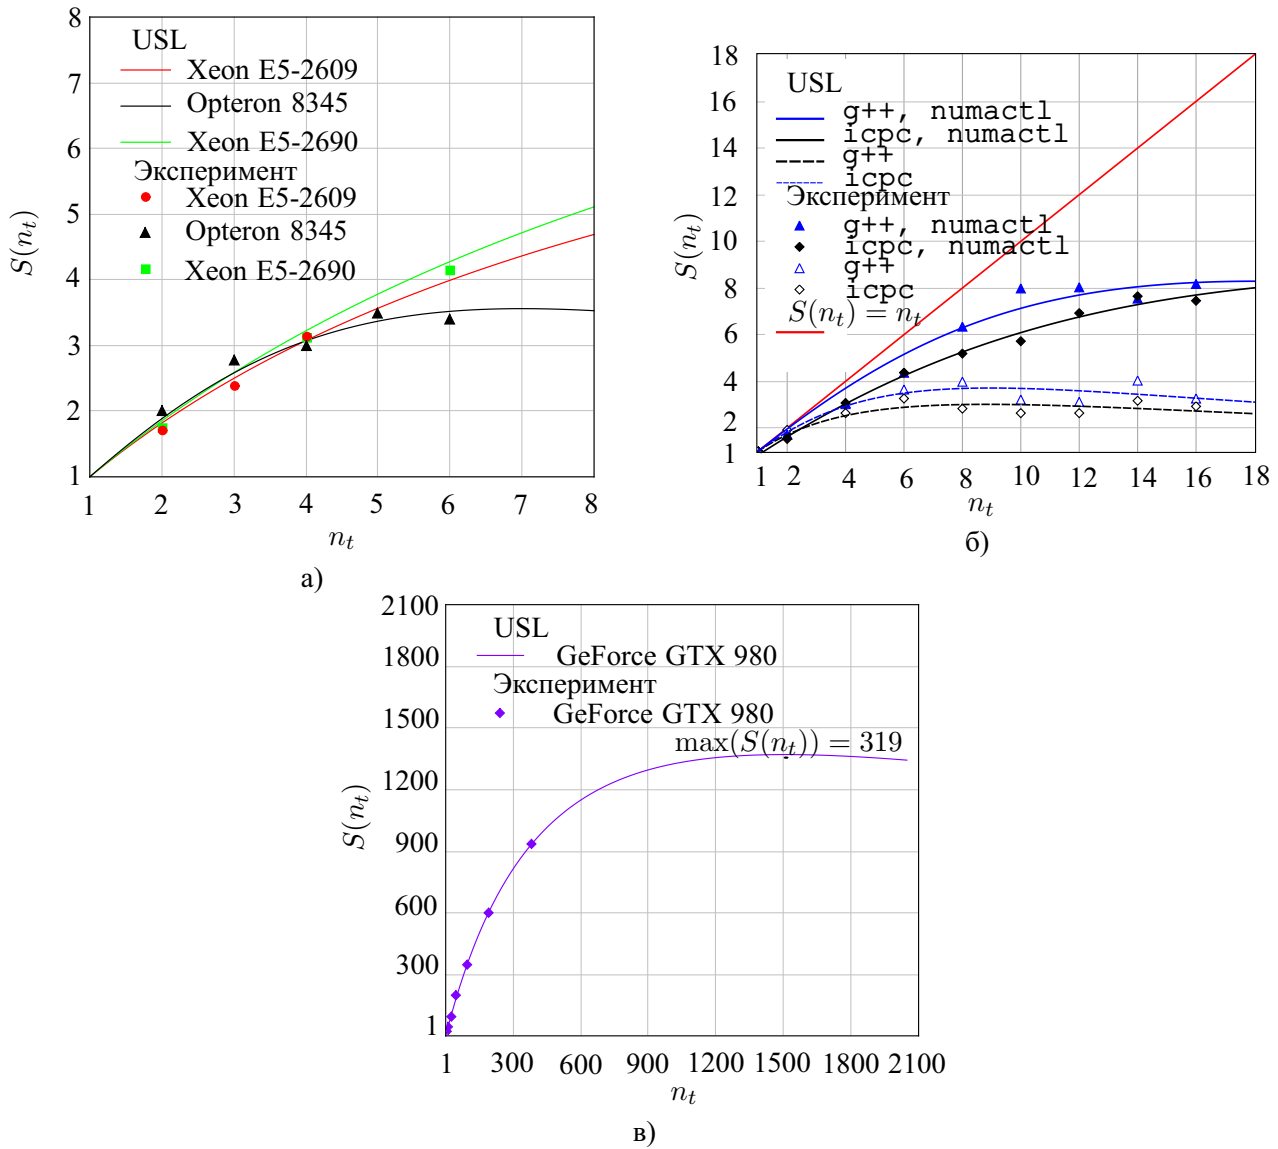 8
7
6
5
4
3
2
1
S(n_t)
USL
Xeon E5-2609
Opteron 8345
Xeon E5-2690
Эксперимент
Xeon E5-2609
Opteron 8345
Xeon E5-2690
1 2 3 4 5 6 7 8
n_t
а)
18
16
14
12
10
8
6
4
2
1
S(n_t)
USL
g++, numactl
icpc, numactl
g++
icpc
Эксперимент
g++, numactl
icpc, numactl
g++
icpc
S(n_t) = n_t
1 2 4 6 8 10 12 14 16 18
n_t
б)
2100
1800
1500
1200
900
600
300
1
S(n_t)
USL
GeForce GTX 980
Эксперимент
GeForce GTX 980
max(S(n_t)) = 319
1 300 600 900 1200 1500 1800 2100
n_t
в)